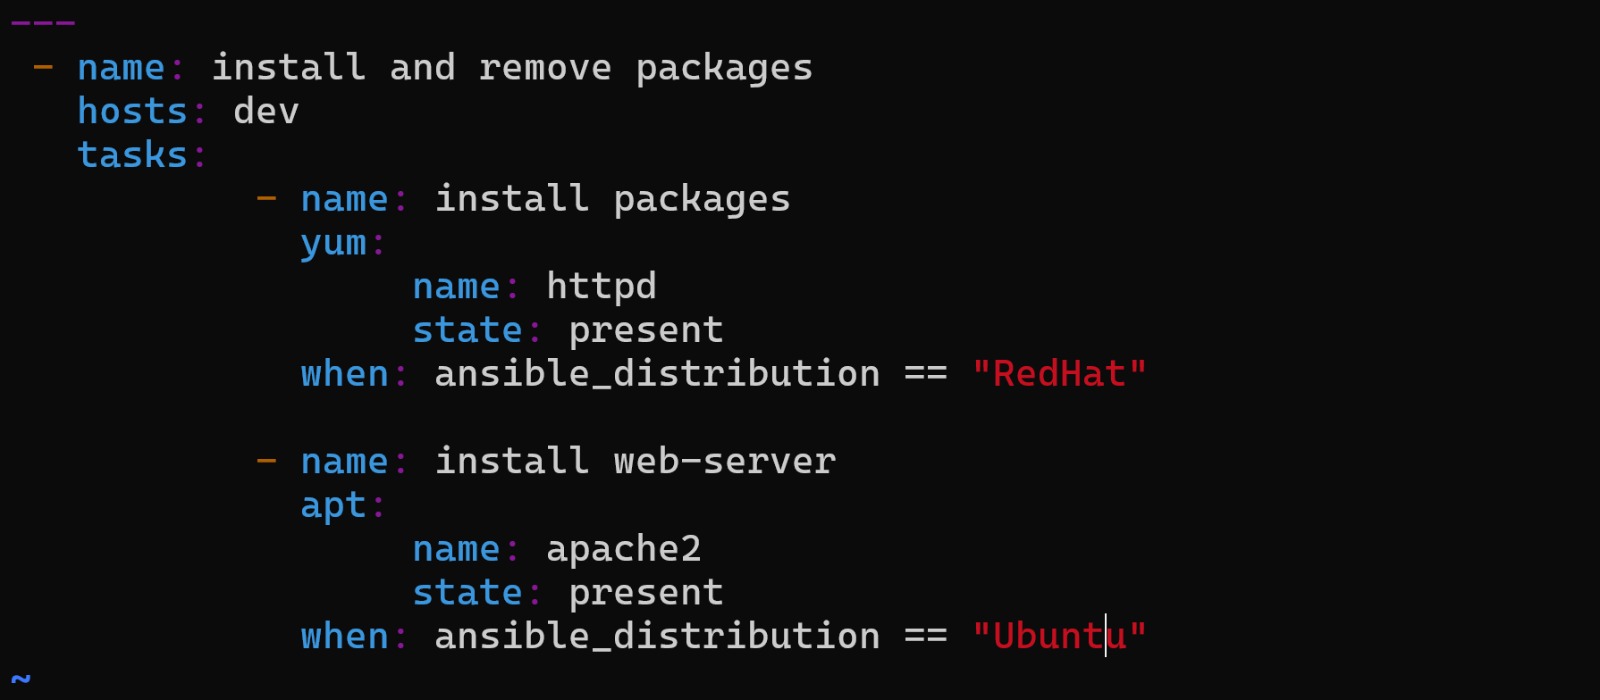 ---
 - name: install and remove packages
   hosts: dev
   tasks:
           - name: install packages
             yum:
                  name: httpd
                  state: present
             when: ansible_distribution == "RedHat"

           - name: install web-server
             apt:
                  name: apache2
                  state: present
             when: ansible_distribution == "Ubuntu"
~